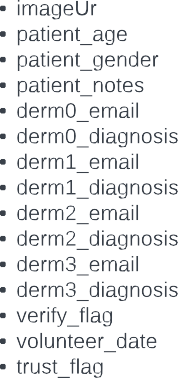 • imageUr
• patient_age
• patient_gender
• patient_notes
• derm0_email
• derm0_diagnosis
• derm1_email
• derm1_diagnosis
• derm2_email
• derm2_diagnosis
• derm3_email
• derm3_diagnosis
• verify_flag
• volunteer_date
• trust_flag